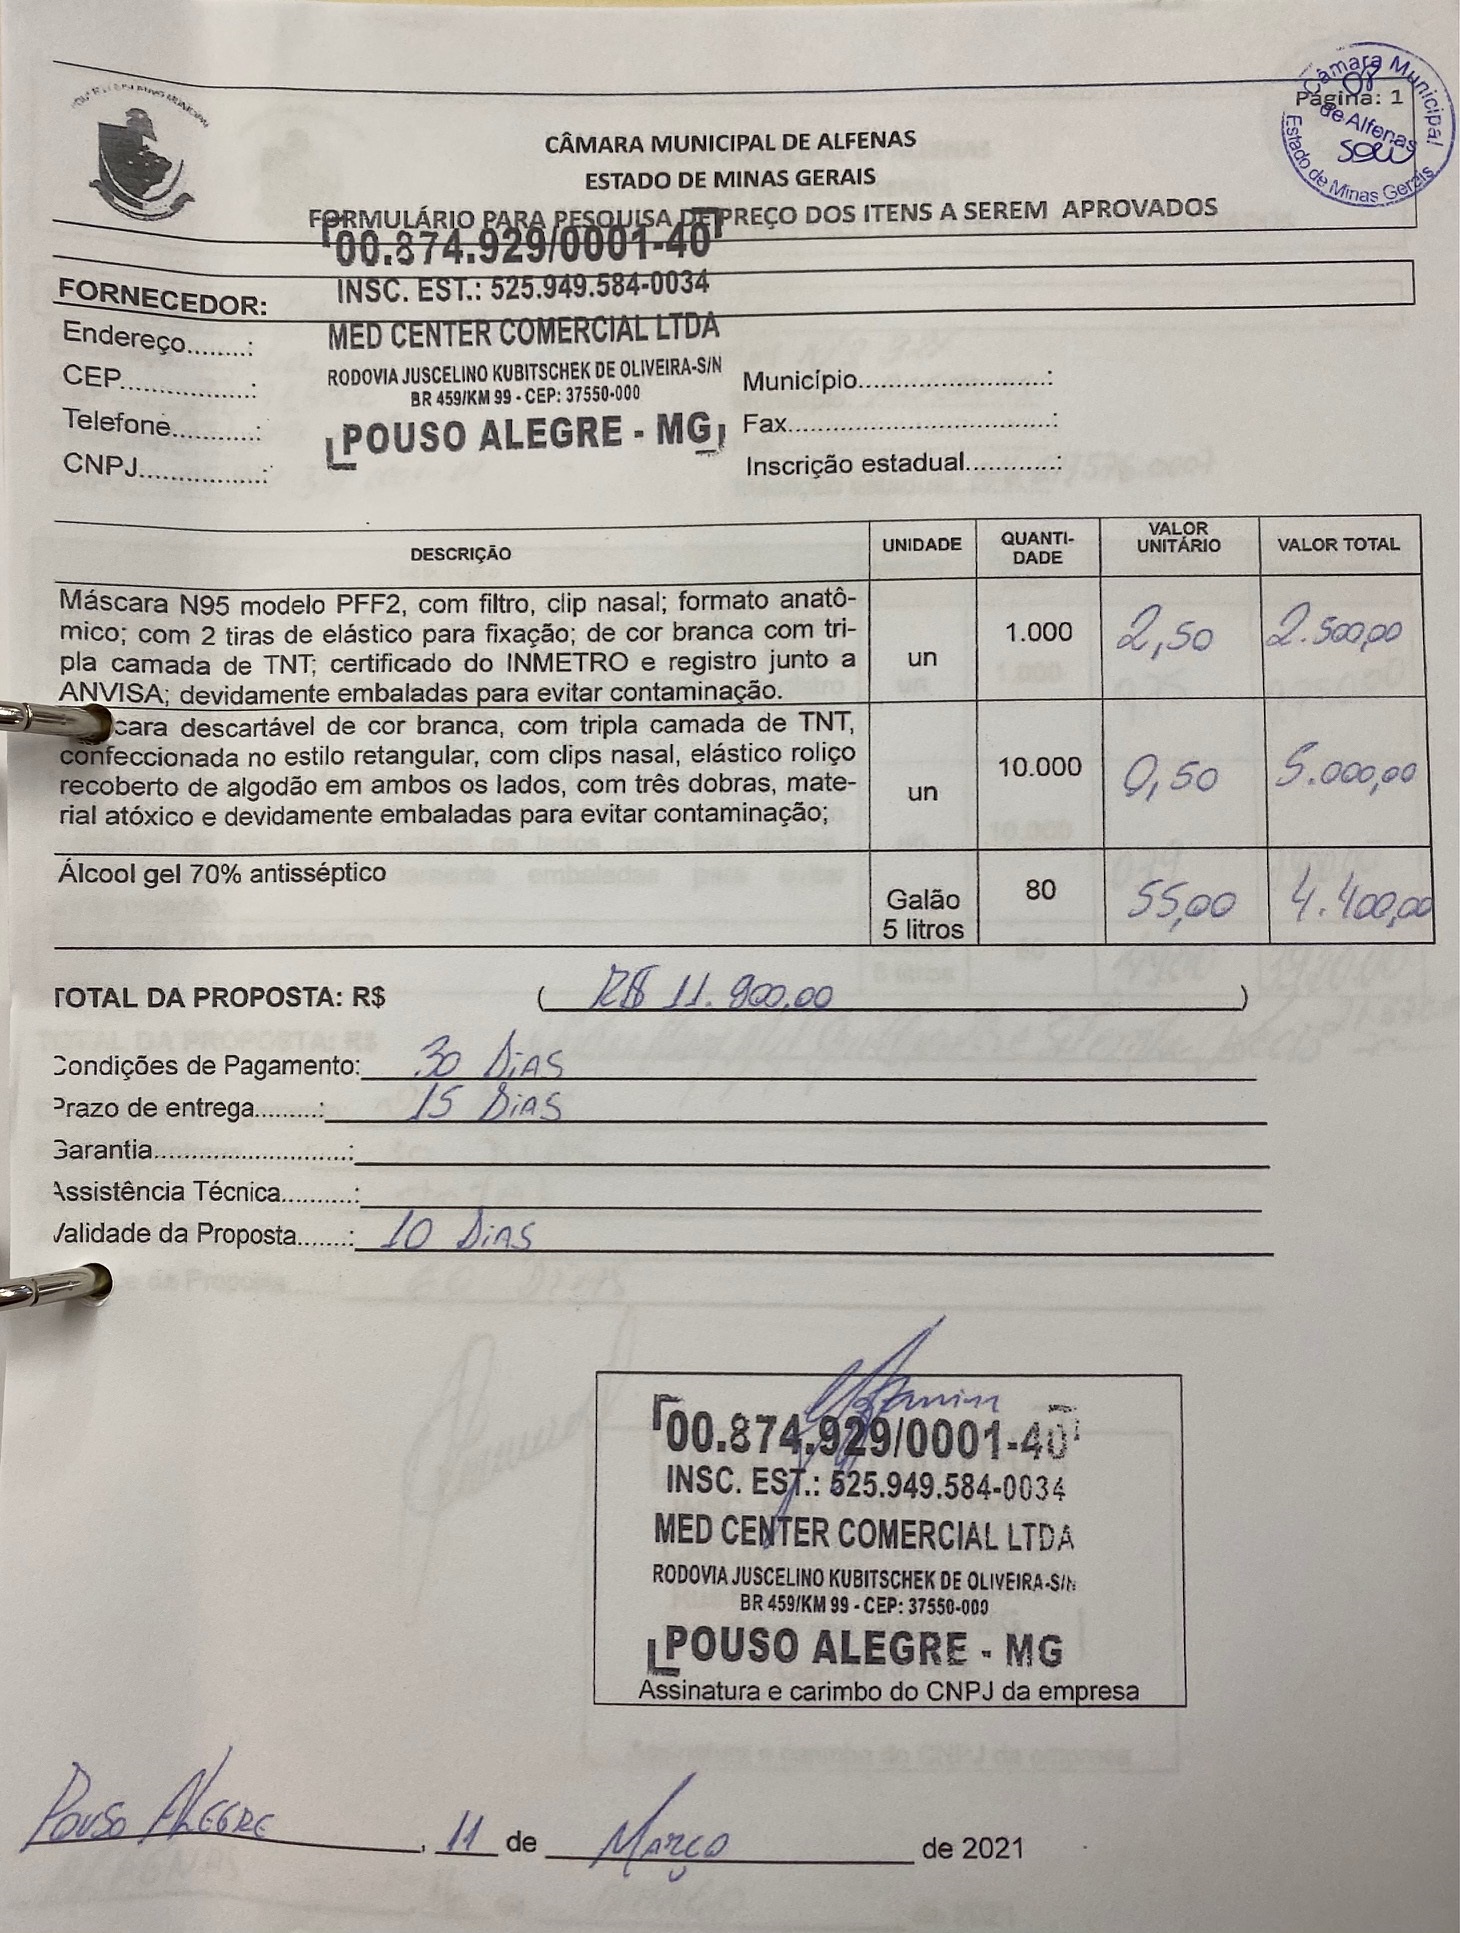 Câmara Municipal
de Alfenas
Estado de Minas Gerais
08
Página: 1
CÂMARA MUNICIPAL DE ALFENAS
ESTADO DE MINAS GERAIS
FORMULÁRIO PARA PESQUISA DE PREÇO DOS ITENS A SEREM APROVADOS
00.874.929/0001-40
INSC. EST.: 525.949.584-0034
MED CENTER COMERCIAL LTDA
RODOVIA JUSCELINO KUBITSCHEK DE OLIVEIRA-S/N
BR 459/KM 99 - CEP: 37550-000
POUSO ALEGRE - MG
FORNECEDOR:
Endereço........:
CEP..............:
Telefone...........:
CNPJ..............:
Município........................:
Fax..................................:
Inscrição estadual............:
DESCRIÇÃO UNIDADE QUANTI-DADE VALOR UNITÁRIO VALOR TOTAL
Máscara N95 modelo PFF2, com filtro, clip nasal; formato anatô-
mico; com 2 tiras de elástico para fixação; de cor branca com tri-
pla camada de TNT; certificado do INMETRO e registro junto a
ANVISA; devidamente embaladas para evitar contaminação.
un 1.000 2,50 2.500,00
cara descartável de cor branca, com tripla camada de TNT,
confeccionada no estilo retangular, com clips nasal, elástico roliço
recoberto de algodão em ambos os lados, com três dobras, mate-
rial atóxico e devidamente embaladas para evitar contaminação;
un 10.000 0,50 5.000,00
Álcool gel 70% antisséptico
Galão
5 litros
80 55,00 4.400,00
TOTAL DA PROPOSTA: R$ ( R$ 11.900,00 )
Condições de Pagamento: 30 DIAS
Prazo de entrega.........: 15 DIAS
Garantia..........................:
Assistência Técnica..........:
Validade da Proposta.......: 10 DIAS
00.874.929/0001-40
INSC. EST.: 525.949.584-0034
MED CENTER COMERCIAL LTDA
RODOVIA JUSCELINO KUBITSCHEK DE OLIVEIRA-S/N
BR 459/KM 99 - CEP: 37550-000
POUSO ALEGRE - MG
Assinatura e carimbo do CNPJ da empresa
POUSO ALEGRE, 11 de MARÇO de 2021